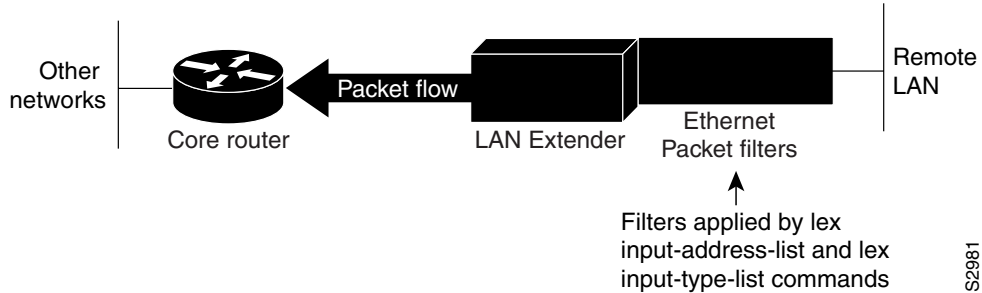 Other
networks
Core router
Packet flow
LAN Extender
Ethernet
Packet filters
Remote
LAN
Filters applied by lex
input-address-list and lex
input-type-list commands
S2981